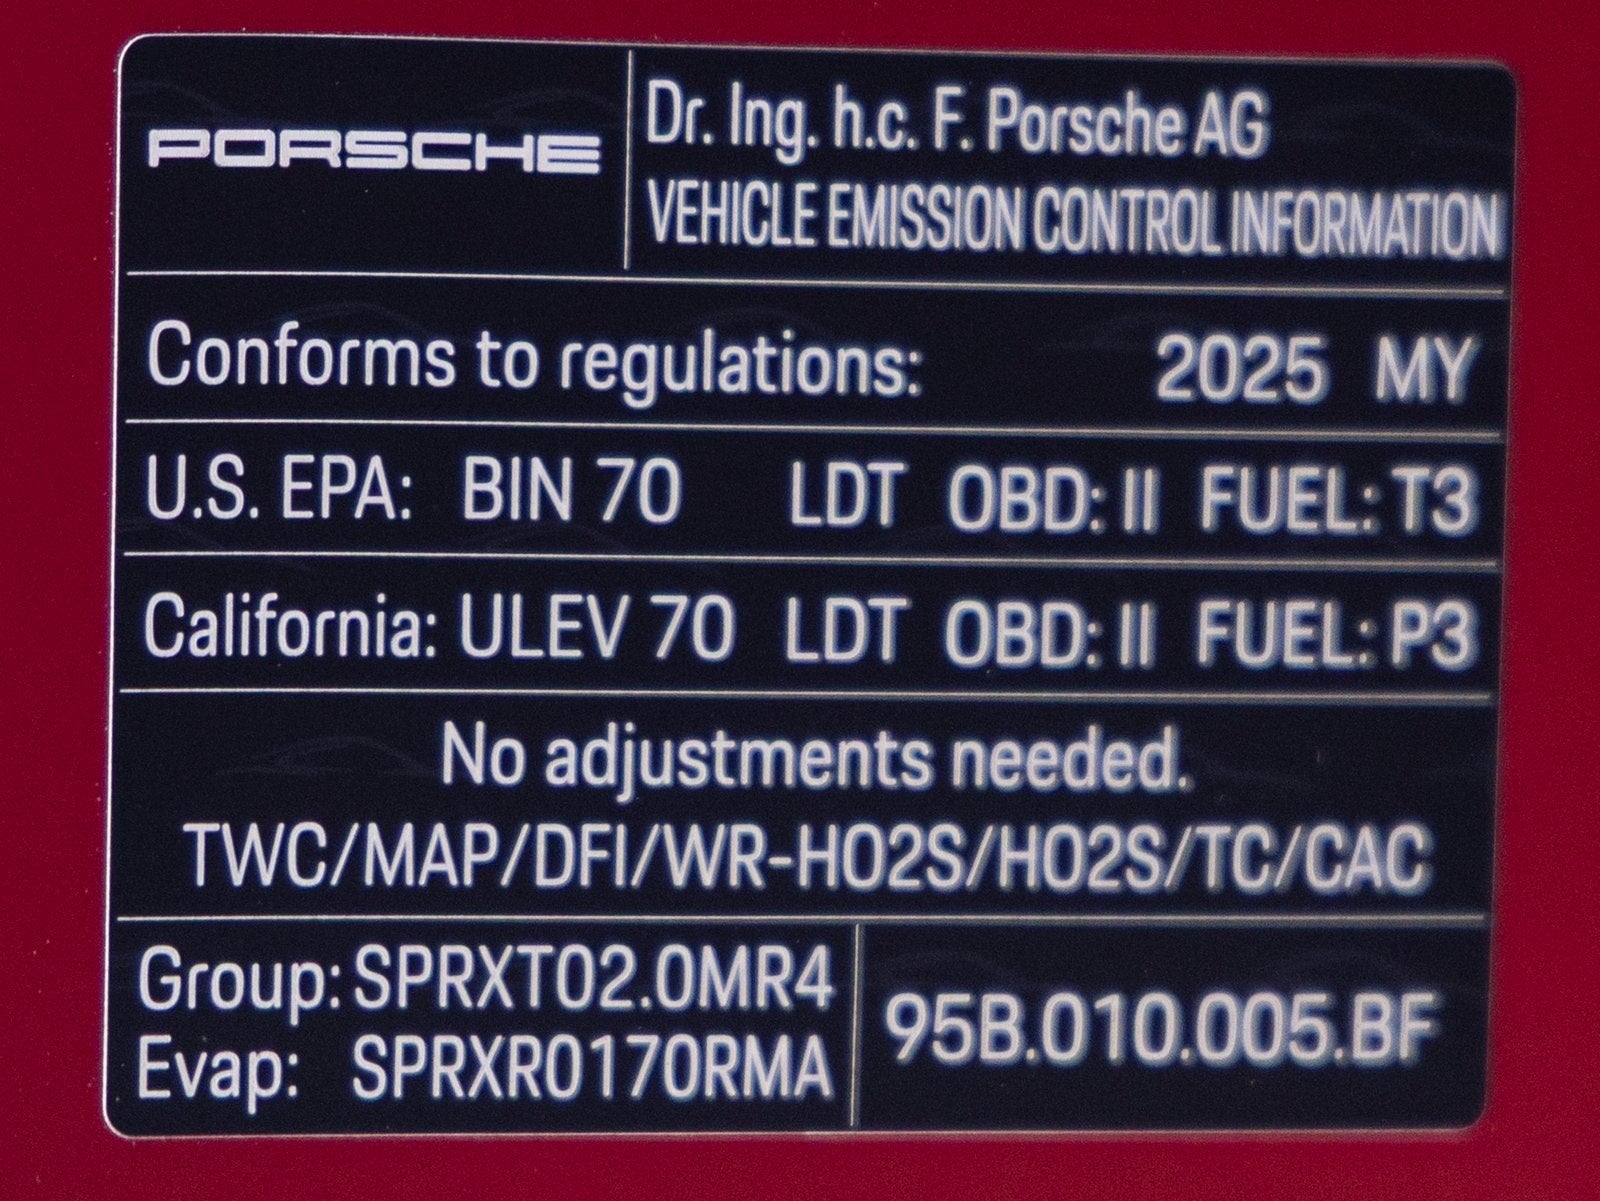 PORSCHE
Dr. Ing. h.c. F. Porsche AG
VEHICLE EMISSION CONTROL INFORMATION
Conforms to regulations: 2025 MY
U.S. EPA: BIN 70 LDT OBD: II FUEL: T3
California: ULEV 70 LDT OBD: II FUEL: P3
No adjustments needed.
TWC/MAP/DFI/WR-HO2S/HO2S/TC/CAC
Group: SPRXT02.0MR4
Evap: SPRXR0170RMA
95B.010.005.BF